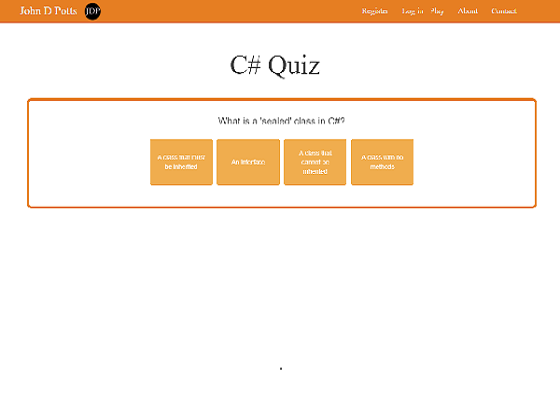 John D Potts JDP Register Log in Play About Contact
C# Quiz
What is a 'sealed' class in C#?
A class that must
be inherited
An interface
A class that
cannot be
inherited
A class with no
methods